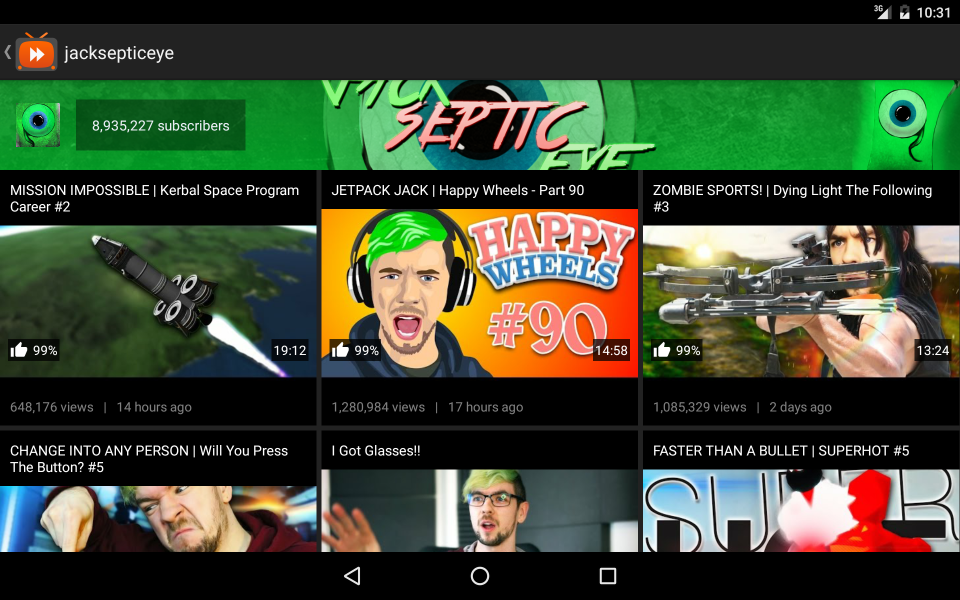 3G 10:31
jacksepticeye
JACK
SEPTIC
EYE
8,935,227 subscribers
MISSION IMPOSSIBLE | Kerbal Space Program
Career #2
99%
19:12
648,176 views | 14 hours ago
JETPACK JACK | Happy Wheels - Part 90
HAPPY
WHEELS
#90
99%
14:58
1,280,984 views | 17 hours ago
ZOMBIE SPORTS! | Dying Light The Following
#3
99%
13:24
1,085,329 views | 2 days ago
CHANGE INTO ANY PERSON | Will You Press
The Button? #5
I Got Glasses!!
FASTER THAN A BULLET | SUPERHOT #5
SUPER